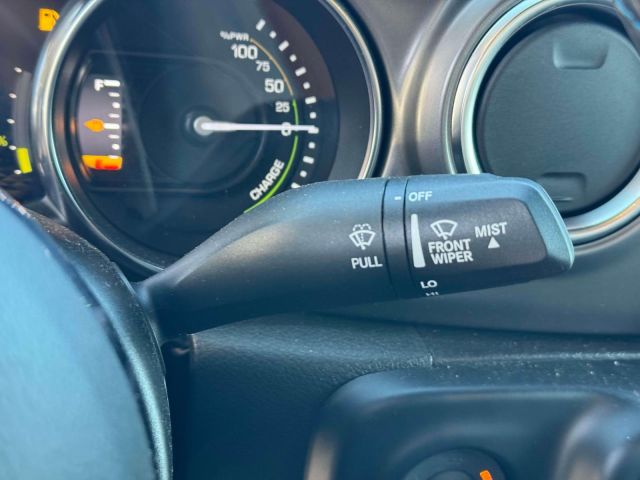 %PWR
100
75
50
25
0
CHARGE
F
%
- OFF
PULL
FRONT
WIPER
MIST
LO